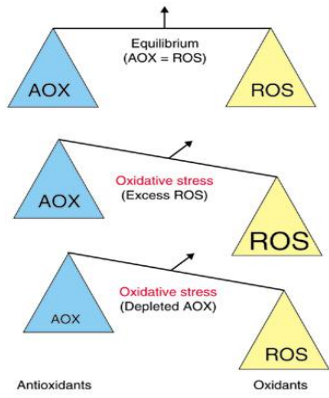 Equilibrium
(AOX = ROS)
AOX
ROS
Oxidative stress
(Excess ROS)
AOX
ROS
Oxidative stress
(Depleted AOX)
AOX
ROS
Antioxidants
Oxidants